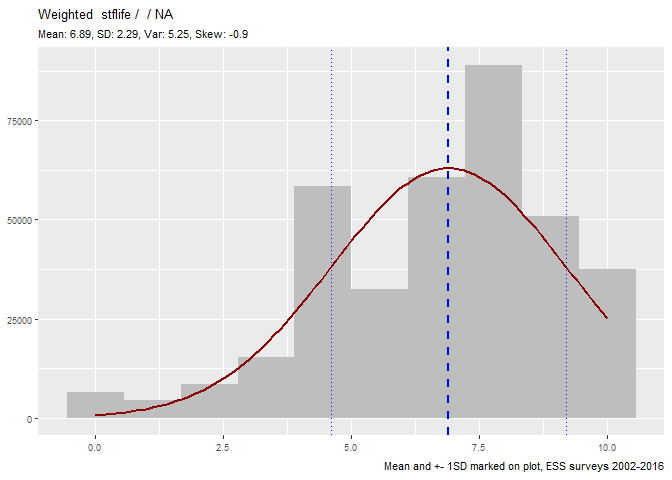 Weighted  stflife /  / NA
Mean: 6.89, SD: 2.29, Var: 5.25, Skew: -0.9
75000
50000
25000
0
0.0 2.5 5.0 7.5 10.0
Mean and +- 1SD marked on plot, ESS surveys 2002-2016